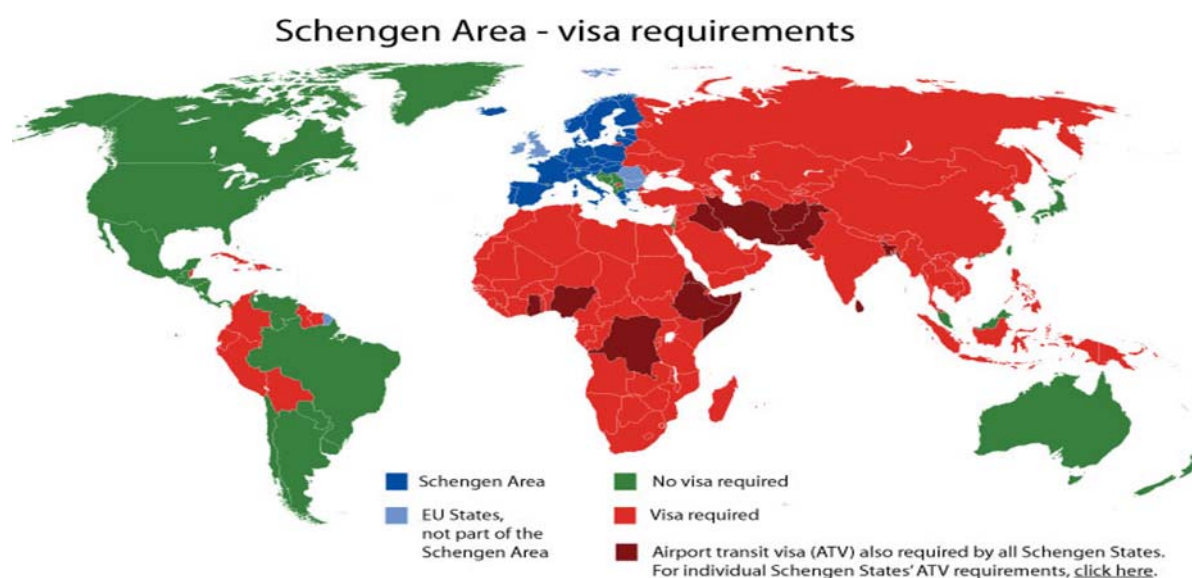 Schengen Area - visa requirements
Schengen Area
No visa required
EU States,
not part of the
Schengen Area
Visa required
Airport transit visa (ATV) also required by all Schengen States.
For individual Schengen States' ATV requirements, click here.